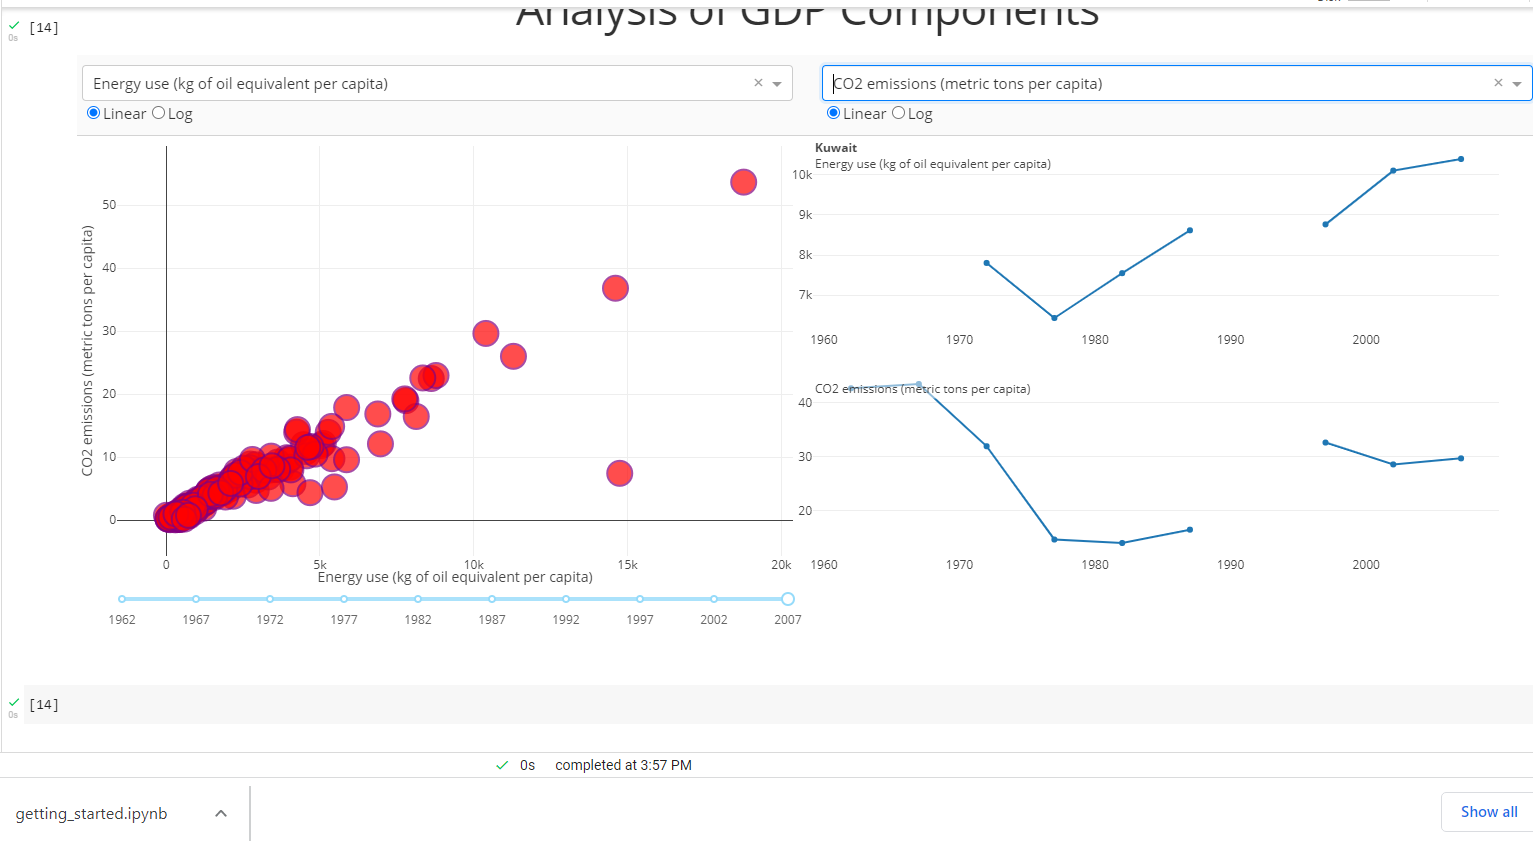 Analysis of GDP Components
[14]
0s
Energy use (kg of oil equivalent per capita) × 
Linear Log
CO2 emissions (metric tons per capita) ×
Linear Log
CO2 emissions (metric tons per capita)
50
40
30
20
10
0
0 5k 10k 15k 20k
Energy use (kg of oil equivalent per capita)
1962 1967 1972 1977 1982 1987 1992 1997 2002 2007
Kuwait
Energy use (kg of oil equivalent per capita)
10k
9k
8k
7k
1960 1970 1980 1990 2000
CO2 emissions (metric tons per capita)
40
30
20
1960 1970 1980 1990 2000
[14]
0s
0s completed at 3:57 PM
getting_started.ipynb
Show all